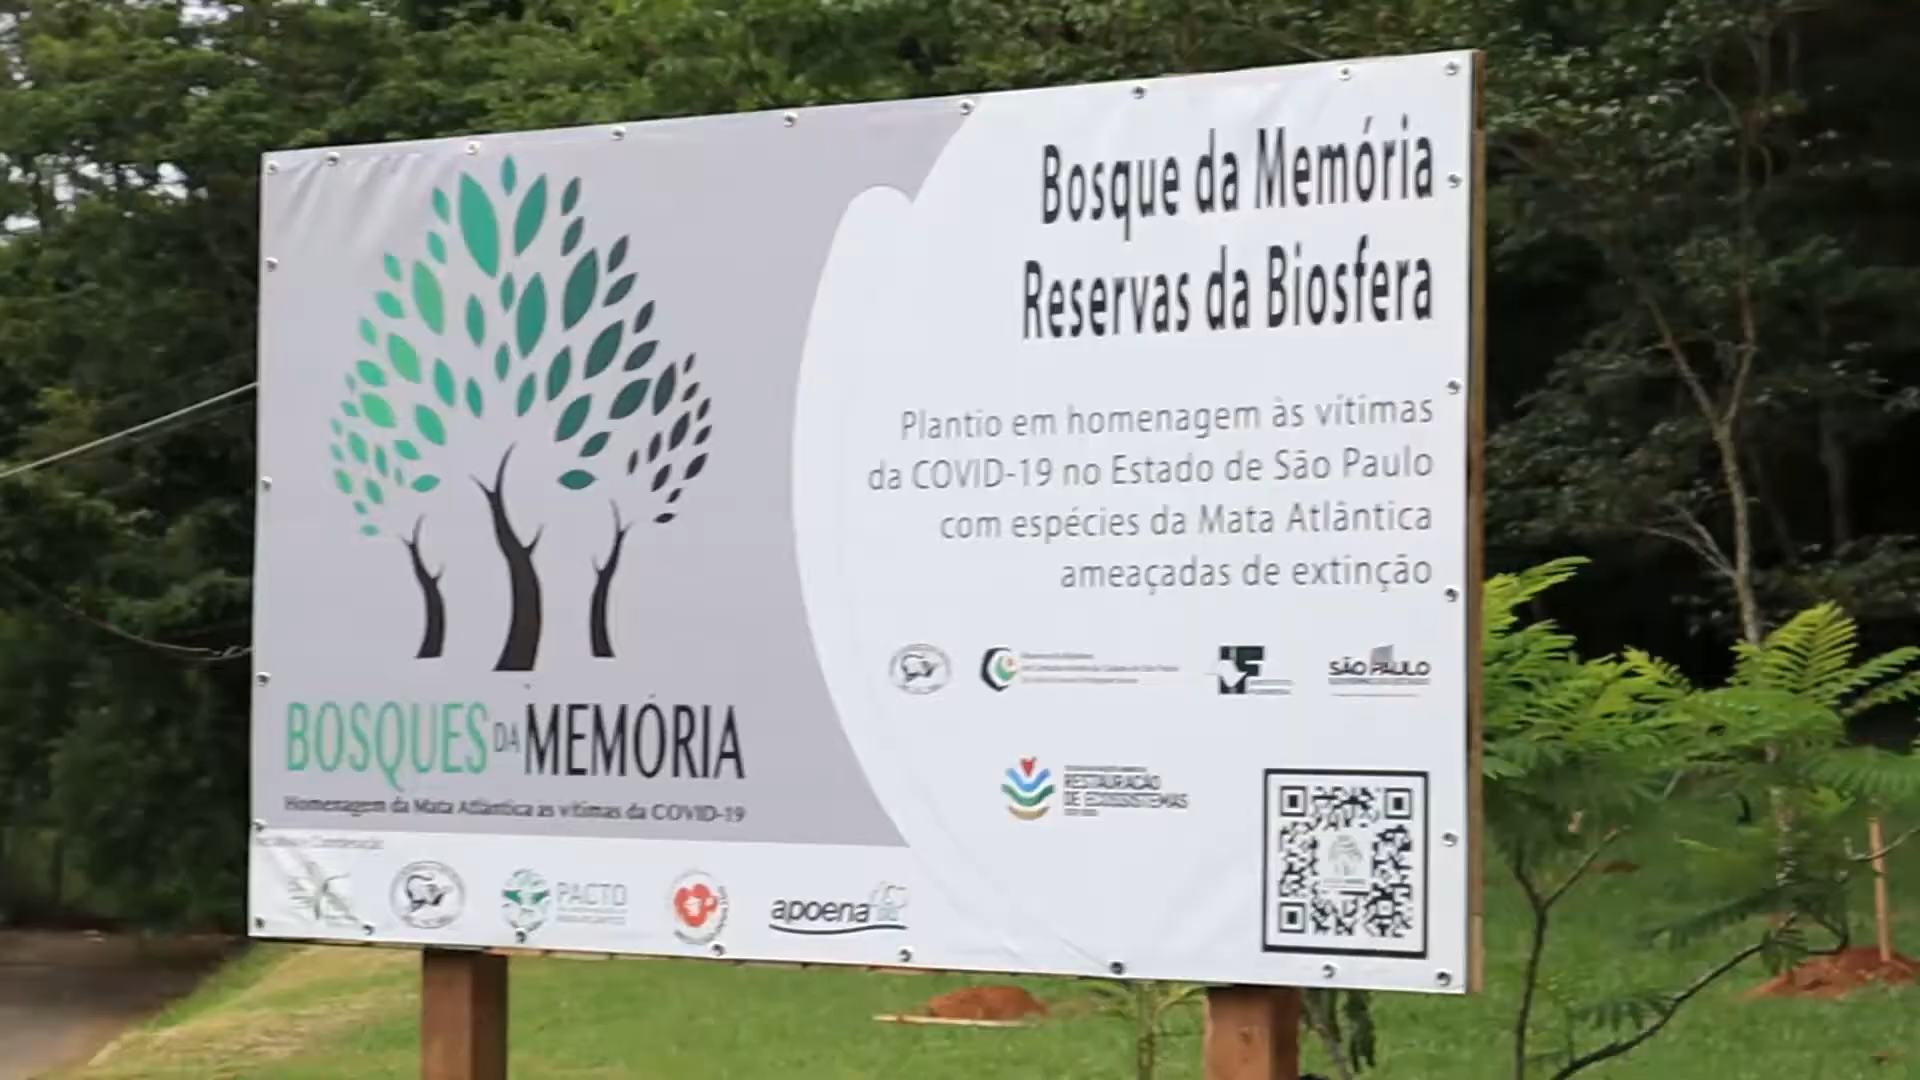 Bosque da Memória
Reservas da Biosfera
Plantio em homenagem às vítimas
da COVID-19 no Estado de São Paulo
com espécies da Mata Atlântica
ameaçadas de extinção
SÃO PAULO
RESTAURAÇÃO
DE ECOSSISTEMAS
BOSQUES DA MEMÓRIA
Homenagem da Mata Atlântica as vítimas da COVID-19
PACTO
apoena